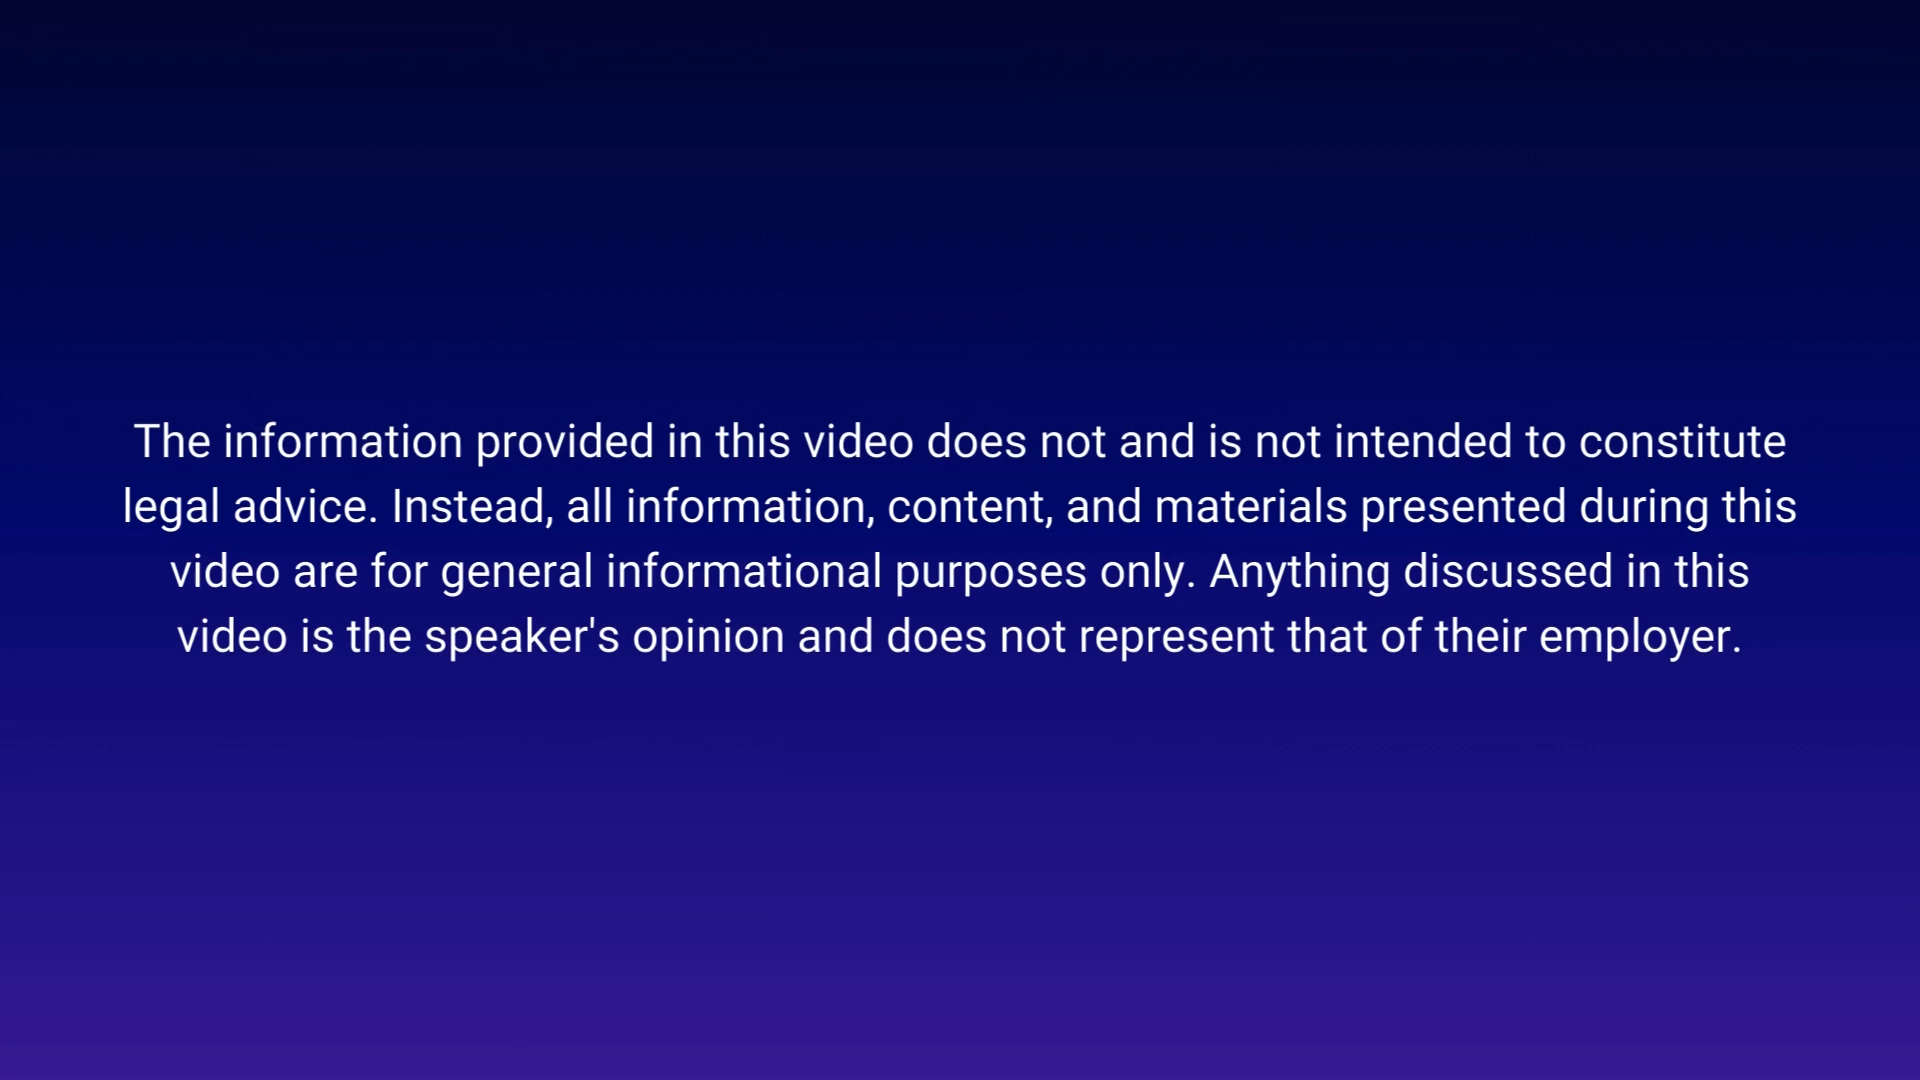 The information provided in this video does not and is not intended to constitute
legal advice. Instead, all information, content, and materials presented during this
video are for general informational purposes only. Anything discussed in this
video is the speaker's opinion and does not represent that of their employer.